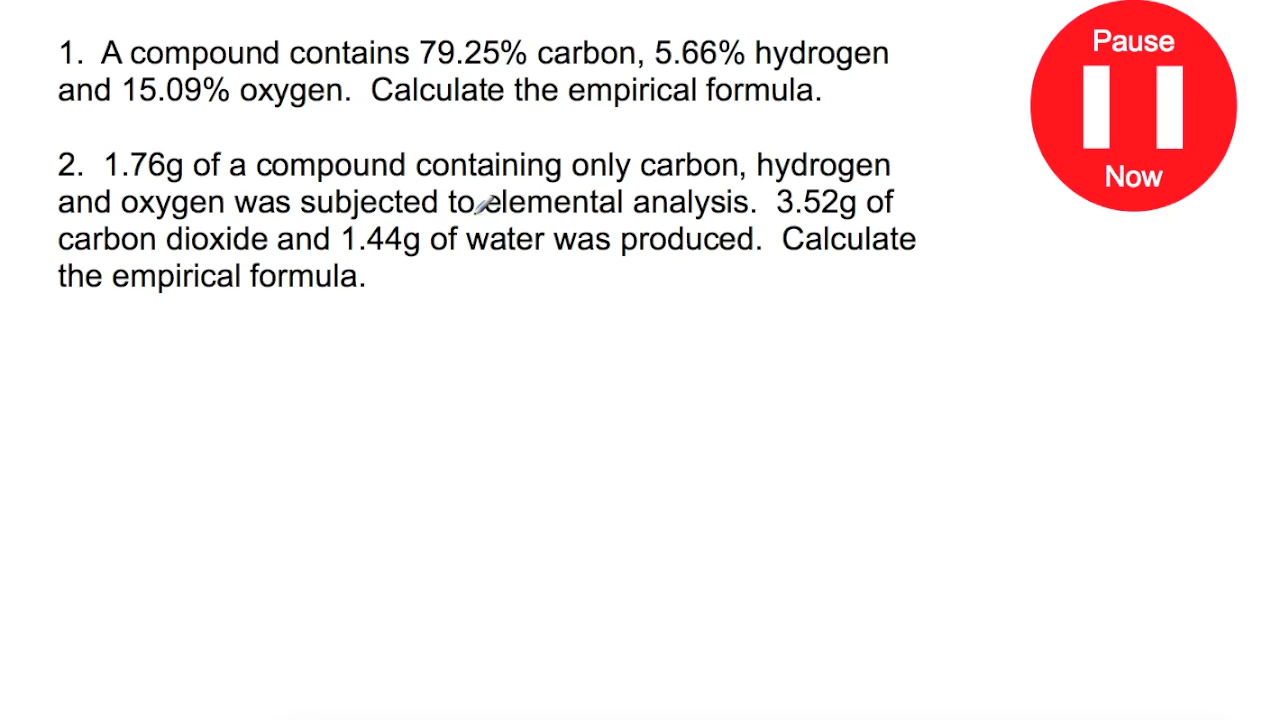 1.  A compound contains 79.25% carbon, 5.66% hydrogen
and 15.09% oxygen.  Calculate the empirical formula.
2.  1.76g of a compound containing only carbon, hydrogen
and oxygen was subjected to elemental analysis.  3.52g of
carbon dioxide and 1.44g of water was produced.  Calculate
the empirical formula.
Pause
Now